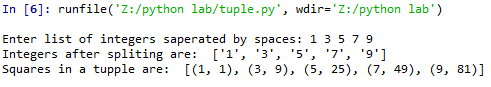 In [6]: runfile('Z:/python lab/tuple.py', wdir='Z:/python lab')
Enter list of integers saperated by spaces: 1 3 5 7 9
Integers after spliting are:  ['1', '3', '5', '7', '9']
Squares in a tupple are:  [(1, 1), (3, 9), (5, 25), (7, 49), (9, 81)]